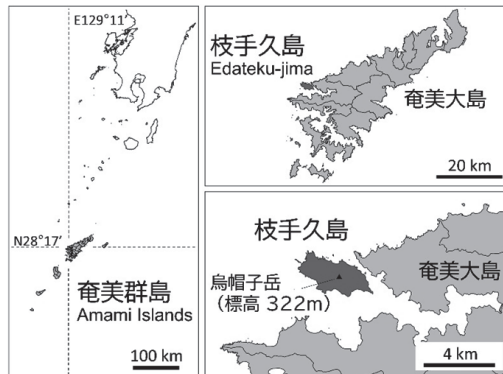 E129°11′
N28°17′
奄美群島
Amami Islands
100 km
枝手久島
Edateku-jima
奄美大島
20 km
枝手久島
烏帽子岳
(標高 322m)
奄美大島
4 km